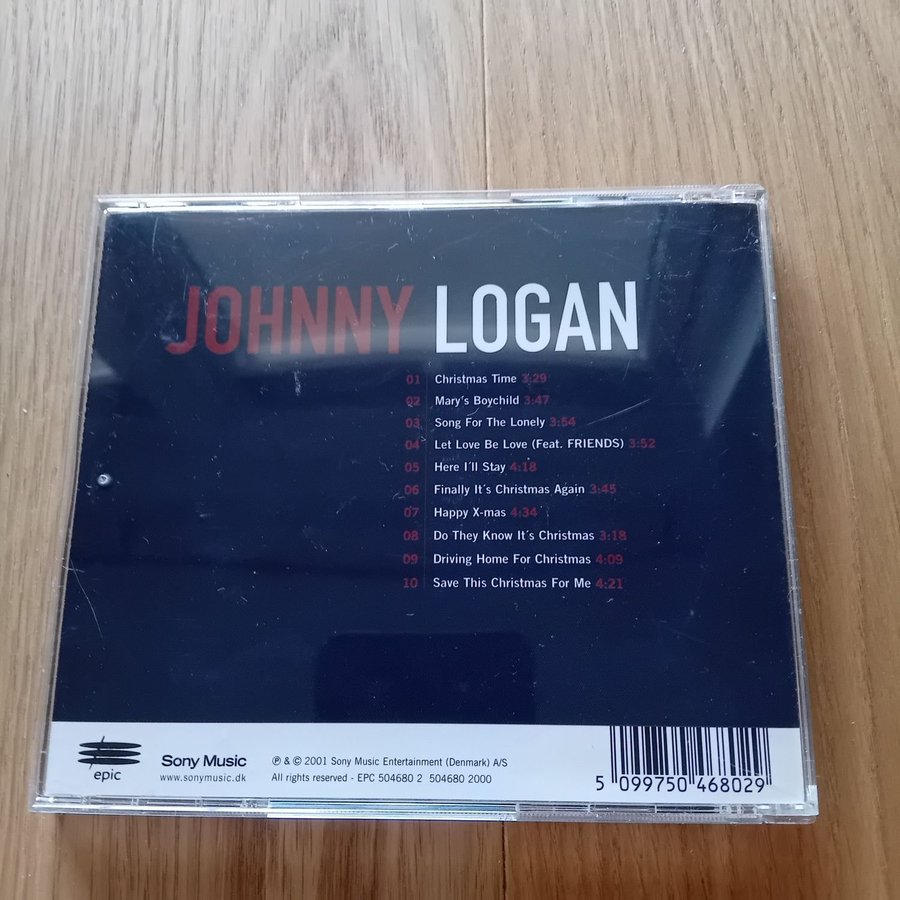 JOHNNY LOGAN
01 Christmas Time 3:29
02 Mary's Boychild 3:47
03 Song For The Lonely 3:54
04 Let Love Be Love (Feat. FRIENDS) 3:52
05 Here I´ll Stay 4:18
06 Finally It´s Christmas Again 3:45
07 Happy X-mas 4:34
08 Do They Know It´s Christmas 3:18
09 Driving Home For Christmas 4:09
10 Save This Christmas For Me 4:21
epic
Sony Music
www.sonymusic.dk
℗ & © 2001 Sony Music Entertainment (Denmark) A/S
All rights reserved - EPC 504680 2 504680 2000
5 099750 468029